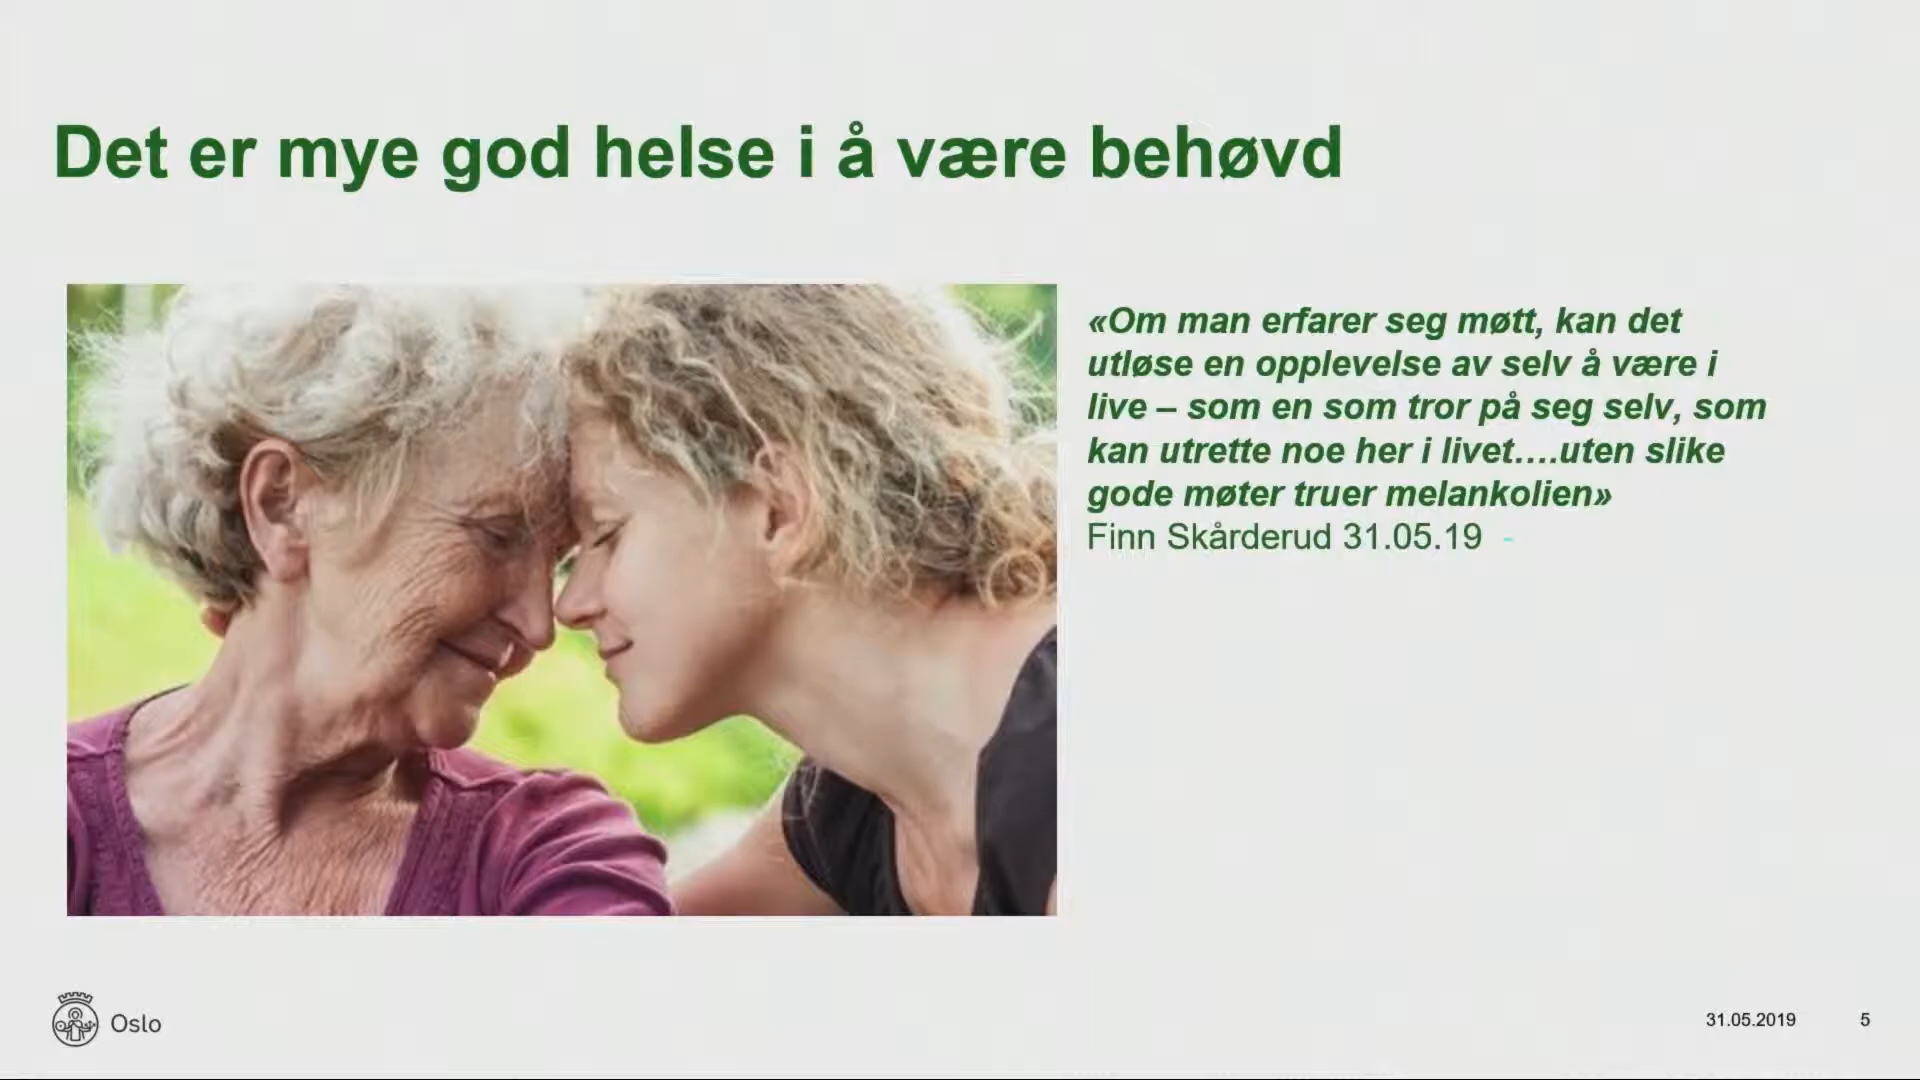 Det er mye god helse i å være behøvd
«Om man erfarer seg møtt, kan det
utløse en opplevelse av selv å være i
live – som en som tror på seg selv, som
kan utrette noe her i livet....uten slike
gode møter truer melankolien»
Finn Skårderud 31.05.19 -
Oslo
31.05.2019
5